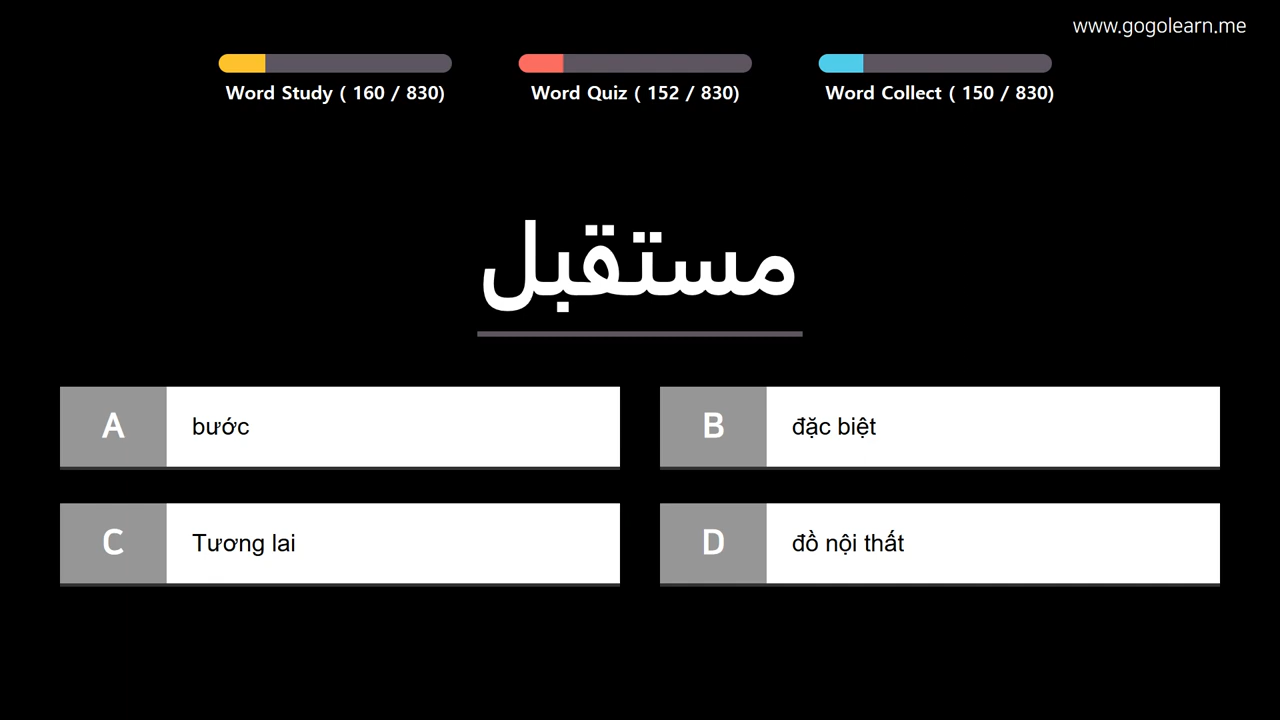 www.gogolearn.me
Word Study ( 160 / 830)
Word Quiz ( 152 / 830)
Word Collect ( 150 / 830)
مستقبل
A bước
B đặc biệt
C Tương lai
D đồ nội thất